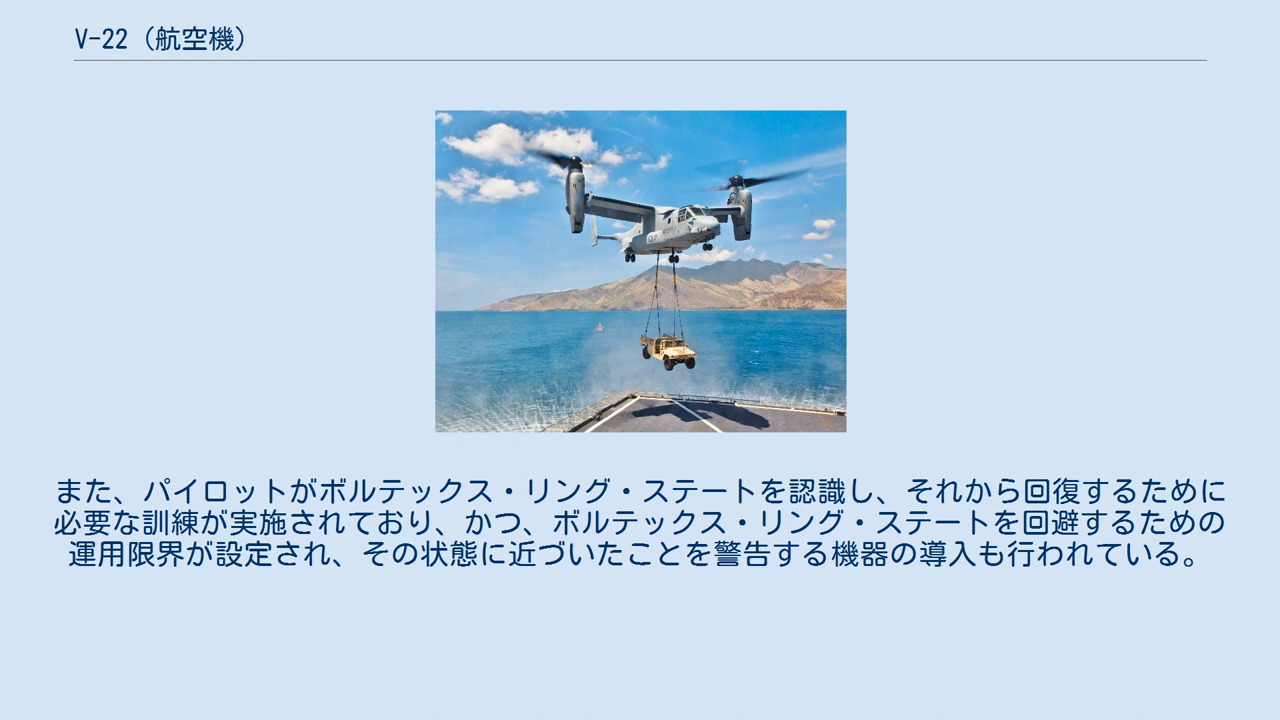 V-22（航空機）
また、パイロットがボルテックス・リング・ステートを認識し、それから回復するために
必要な訓練が実施されており、かつ、ボルテックス・リング・ステートを回避するための
運用限界が設定され、その状態に近づいたことを警告する機器の導入も行われている。